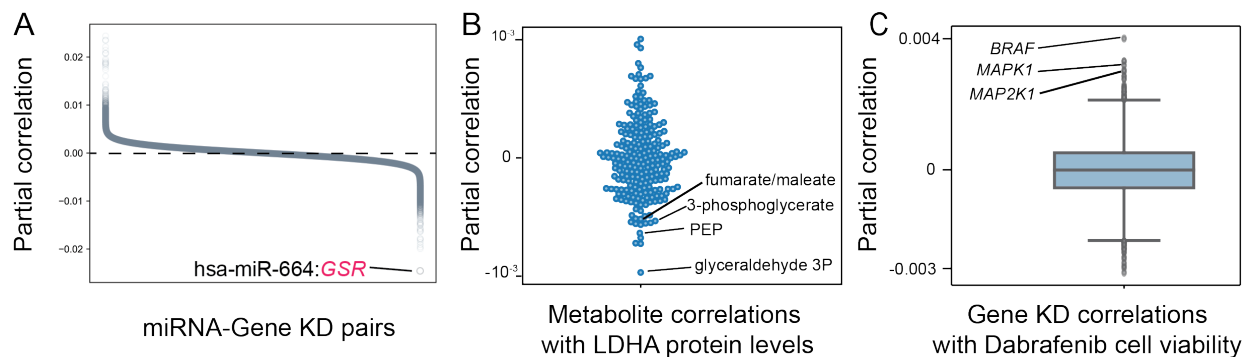 A
Partial correlation
0.02
0.01
0.00
−0.01
−0.02
hsa-miR-664:GSR
miRNA-Gene KD pairs
B
Partial correlation
10⁻³
0
-10⁻³
fumarate/maleate
3-phosphoglycerate
PEP
glyceraldehyde 3P
Metabolite correlations
with LDHA protein levels
C
Partial correlation
0.004
0
-0.003
BRAF
MAPK1
MAP2K1
Gene KD correlations
with Dabrafenib cell viability